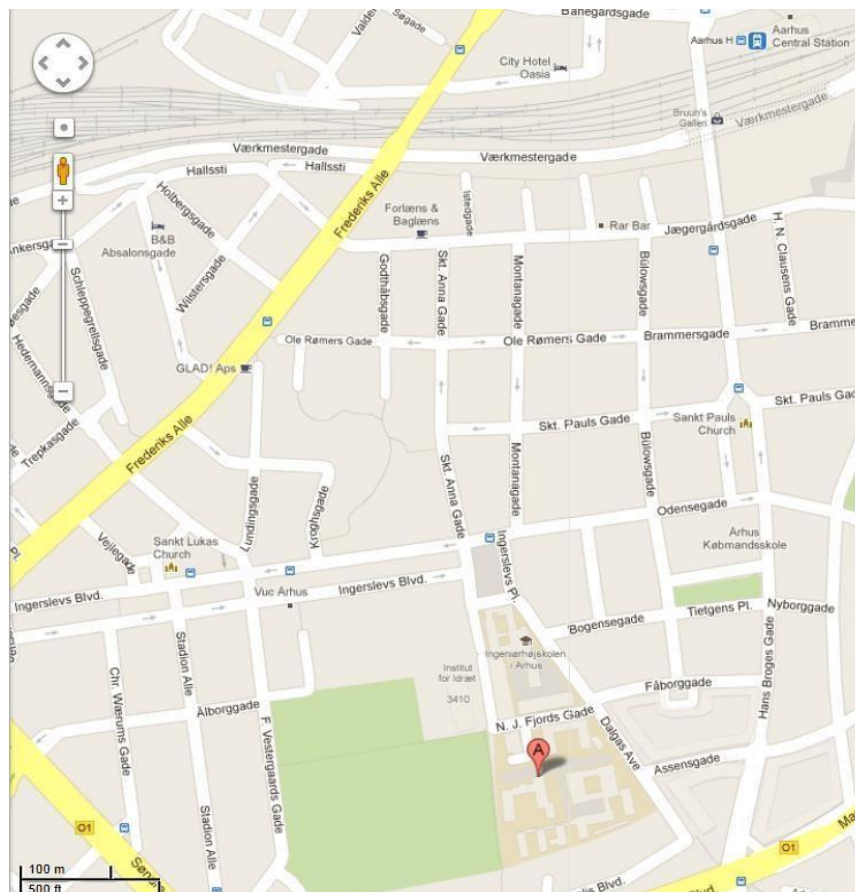 Banegårdsgade
Aarhus H
Aarhus
Central Station
Søgade
City Hotel
Oasia
Bruun's
Galleri
Værkmestergade
Værkmestergade
Værkmestergade
Hallssti
Hallssti
Frederiks Alle
Holbergsgade
Istedgade
Forlæns &
Baglæns
Rar Bar
Jægergårdsgade
B&B
Absalonsgade
Wilstersgade
Schleppegrellsgade
Godthåbsgade
Skt. Anna Gade
Montanagade
Bülowsgade
H. N. Clausens Gade
Hedemannsgade
Ole Rømers Gade
Ole Rømers Gade
Brammersgade
GLAD! Aps
Skt. Pauls Gade
Sankt Pauls
Church
Trepkasgade
Frederiks Alle
Lundingsgade
Kroghsgade
Skt. Anna Gade
Montanagade
Bülowsgade
Odensegade
Vejlegade
Sankt Lukas
Church
Århus
Købmandsskole
Ingerslevs Blvd.
Ingerslevs Blvd.
Vuc Århus
Ingerslevs Pl.
Tietgens Pl.
Nyborggade
Bogensegade
Ingeniørhøjskolen
i Århus
Institut
for Idræt
3410
Stadion Alle
Chr. Wærums Gade
Ålborggade
F. Vestergaards Gade
Fåborggade
Hans Broges Gade
N. J. Fjords Gade
Dalgas Ave
Assensgade
A
O1
O1
Stadion Alle
100 m
500 ft